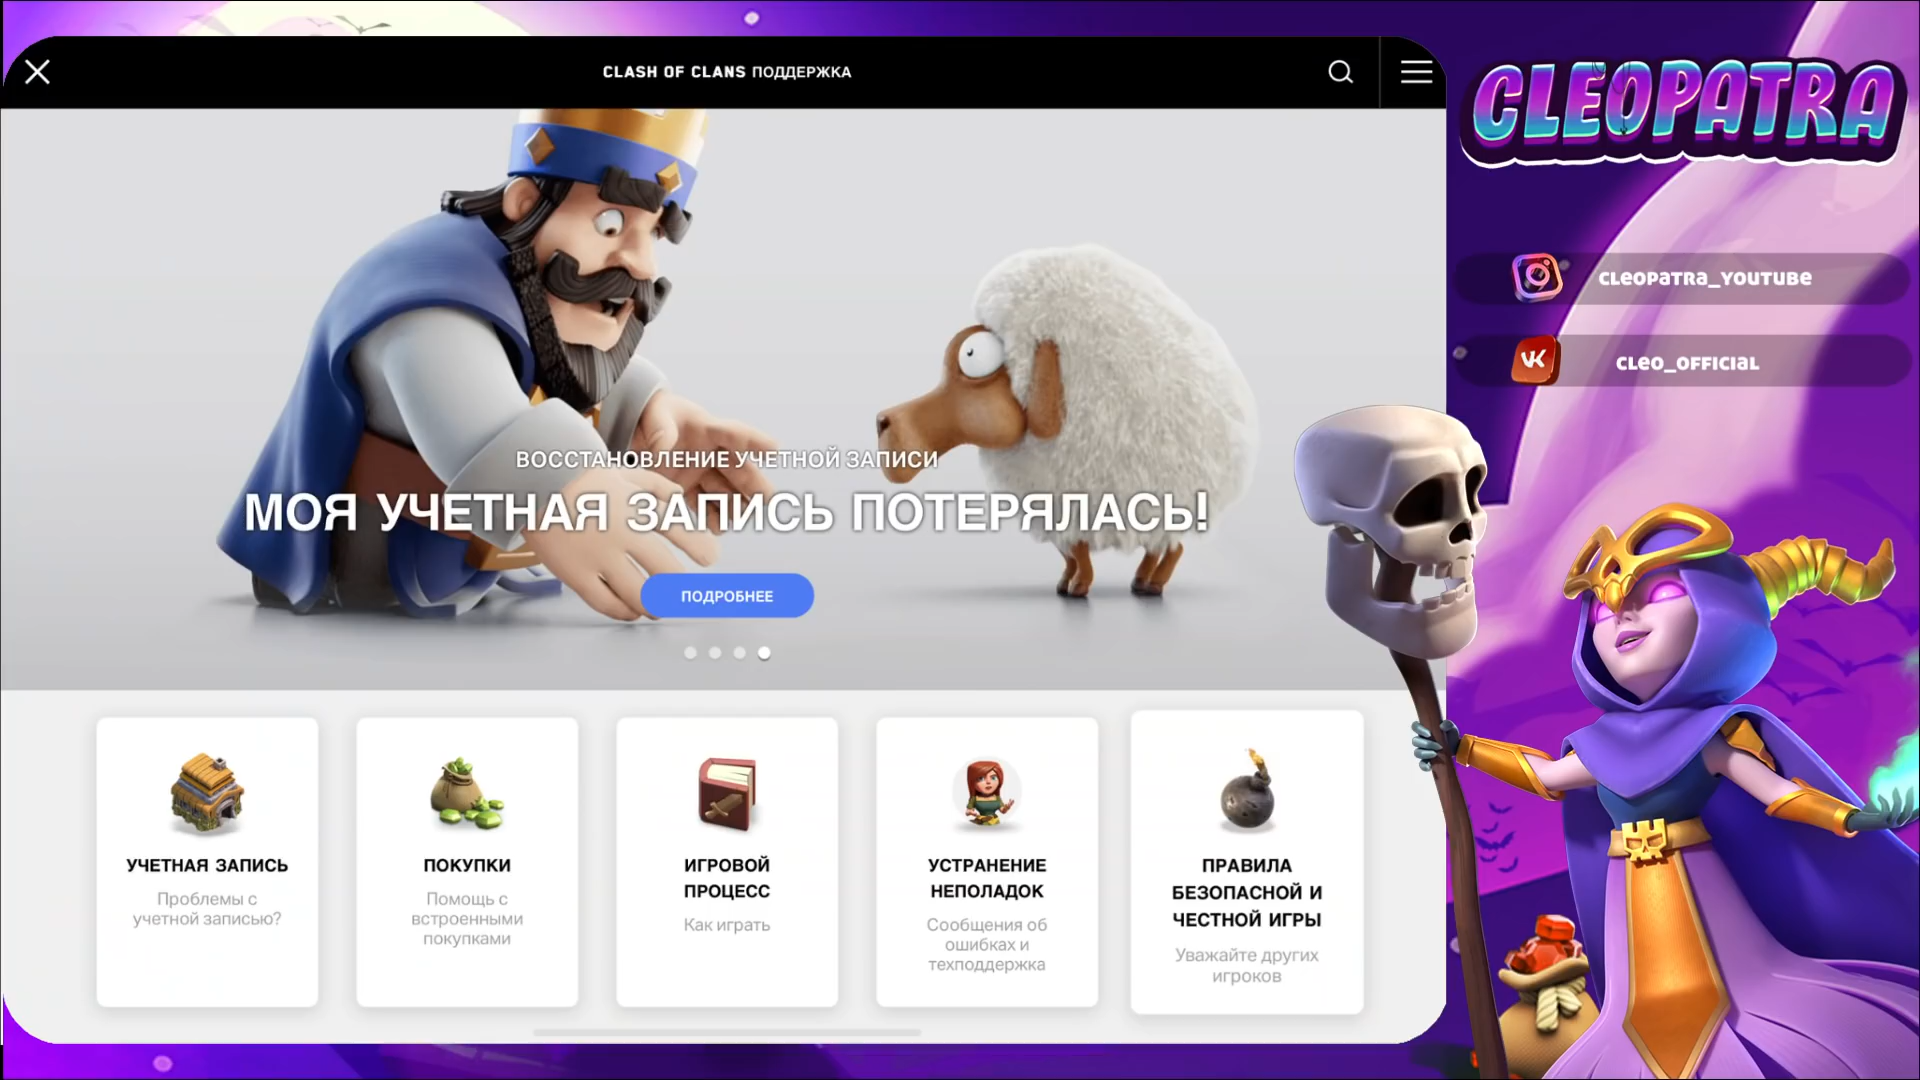 CLASH OF CLANS ПОДДЕРЖКА
CLEOPATRA
CLEOPATRA_YOUTUBE
VK
CLEO_OFFICIAL
ВОССТАНОВЛЕНИЕ УЧЕТНОЙ ЗАПИСИ
МОЯ УЧЕТНАЯ ЗАПИСЬ ПОТЕРЯЛАСЬ!
ПОДРОБНЕЕ
УЧЕТНАЯ ЗАПИСЬ
Проблемы с
учетной записью?
ПОКУПКИ
Помощь с
встроенными
покупками
ИГРОВОЙ
ПРОЦЕСС
Как играть
УСТРАНЕНИЕ
НЕПОЛАДОК
Сообщения об
ошибках и
техподдержка
ПРАВИЛА
БЕЗОПАСНОЙ И
ЧЕСТНОЙ ИГРЫ
Уважайте других
игроков